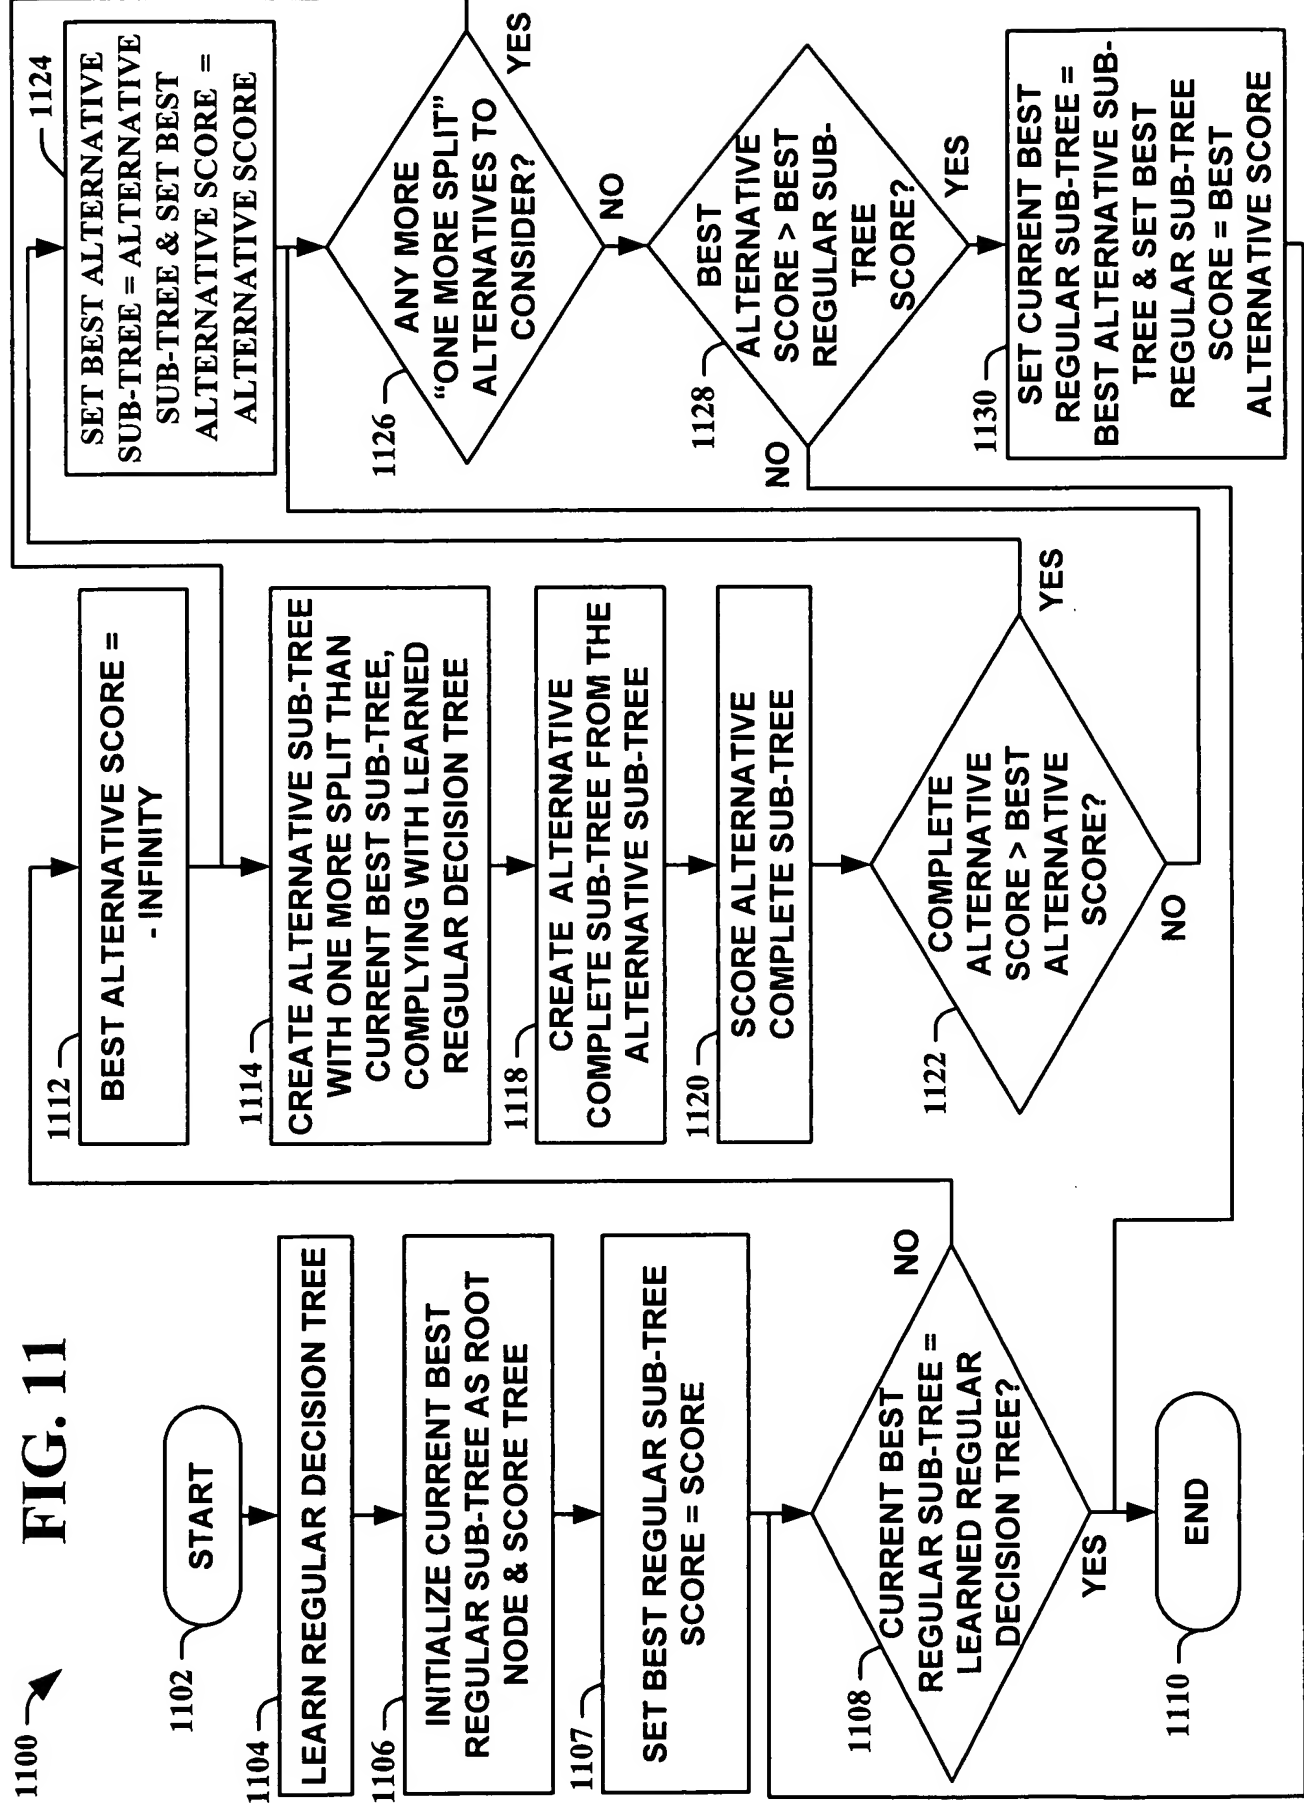 FIG. 11
1100
1102
START
1104
LEARN REGULAR DECISION TREE
1106
INITIALIZE CURRENT BEST
REGULAR SUB-TREE AS ROOT
NODE & SCORE TREE
1107
SET BEST REGULAR SUB-TREE
SCORE = SCORE
1108
CURRENT BEST
REGULAR SUB-TREE =
LEARNED REGULAR
DECISION TREE?
NO
YES
1110
END
1112
BEST ALTERNATIVE SCORE =
- INFINITY
1114
CREATE ALTERNATIVE SUB-TREE
WITH ONE MORE SPLIT THAN
CURRENT BEST SUB-TREE,
COMPLYING WITH LEARNED
REGULAR DECISION TREE
1118
CREATE ALTERNATIVE
COMPLETE SUB-TREE FROM THE
ALTERNATIVE SUB-TREE
1120
SCORE ALTERNATIVE
COMPLETE SUB-TREE
1122
COMPLETE
ALTERNATIVE
SCORE > BEST
ALTERNATIVE
SCORE?
YES
NO
1124
SET BEST ALTERNATIVE
SUB-TREE = ALTERNATIVE
SUB-TREE & SET BEST
ALTERNATIVE SCORE =
ALTERNATIVE SCORE
1126
ANY MORE
“ONE MORE SPLIT”
ALTERNATIVES TO
CONSIDER?
YES
NO
1128
BEST
ALTERNATIVE
SCORE > BEST
REGULAR SUB-
TREE
SCORE?
NO
YES
1130
SET CURRENT BEST
REGULAR SUB-TREE =
BEST ALTERNATIVE SUB-
TREE & SET BEST
REGULAR SUB-TREE
SCORE = BEST
ALTERNATIVE SCORE